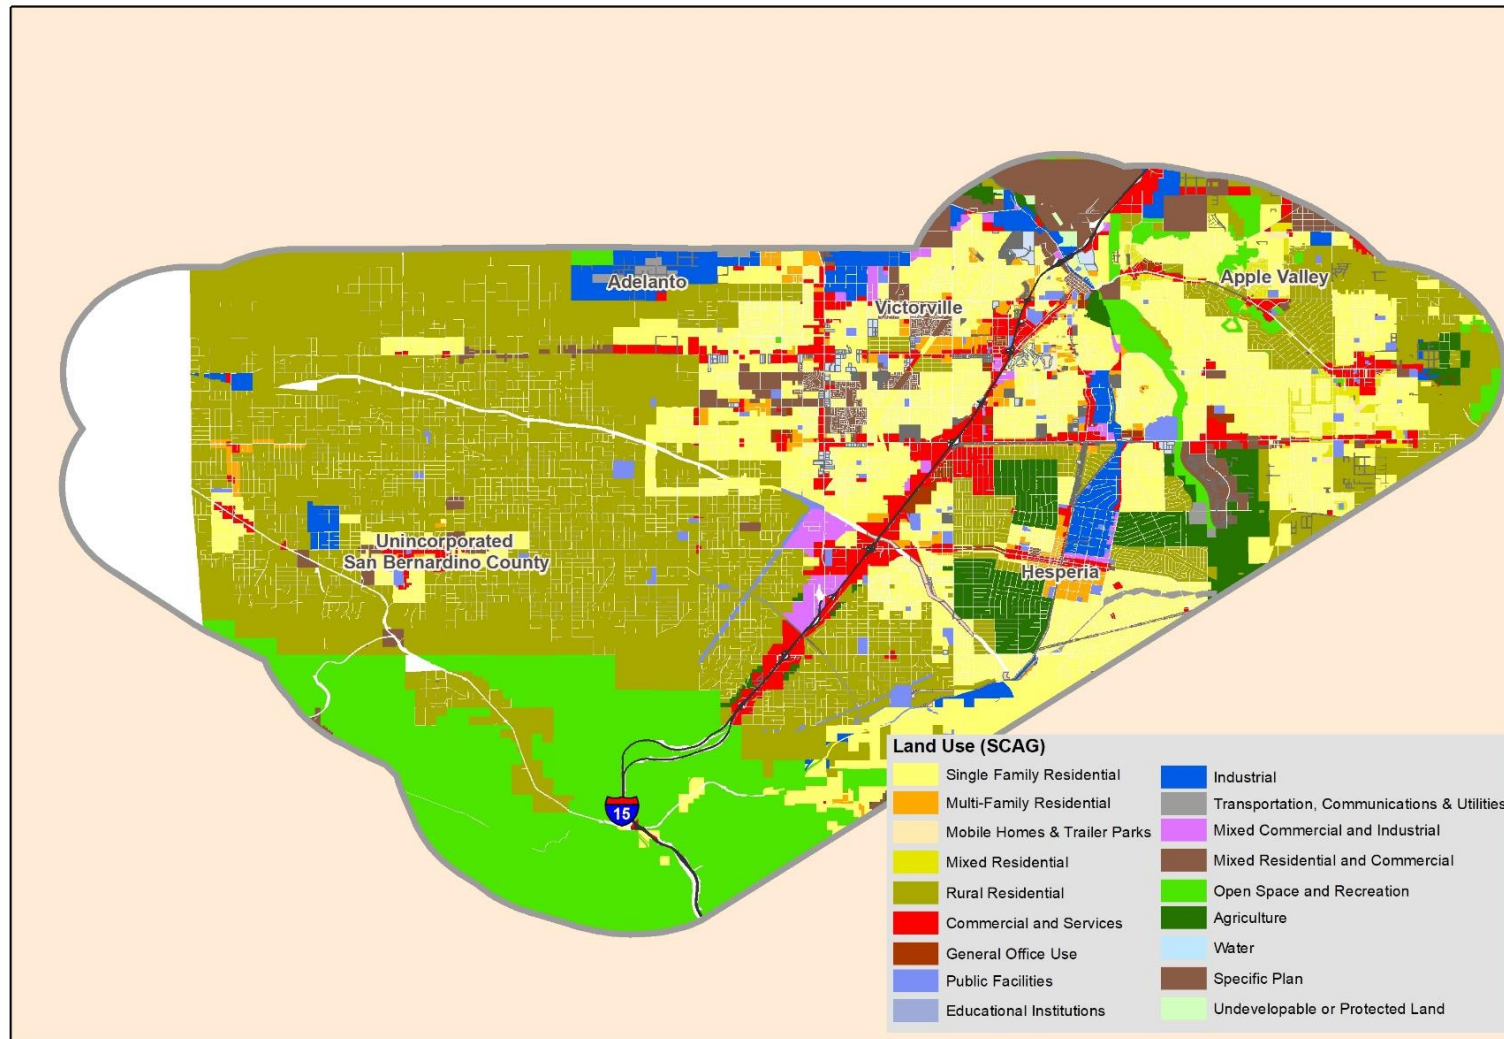 Adelanto
Victorville
Apple Valley
Unincorporated
San Bernardino County
Hesperia
15
Land Use (SCAG)
Single Family Residential
Multi-Family Residential
Mobile Homes & Trailer Parks
Mixed Residential
Rural Residential
Commercial and Services
General Office Use
Public Facilities
Educational Institutions
Industrial
Transportation, Communications & Utilities
Mixed Commercial and Industrial
Mixed Residential and Commercial
Open Space and Recreation
Agriculture
Water
Specific Plan
Undevelopable or Protected Land